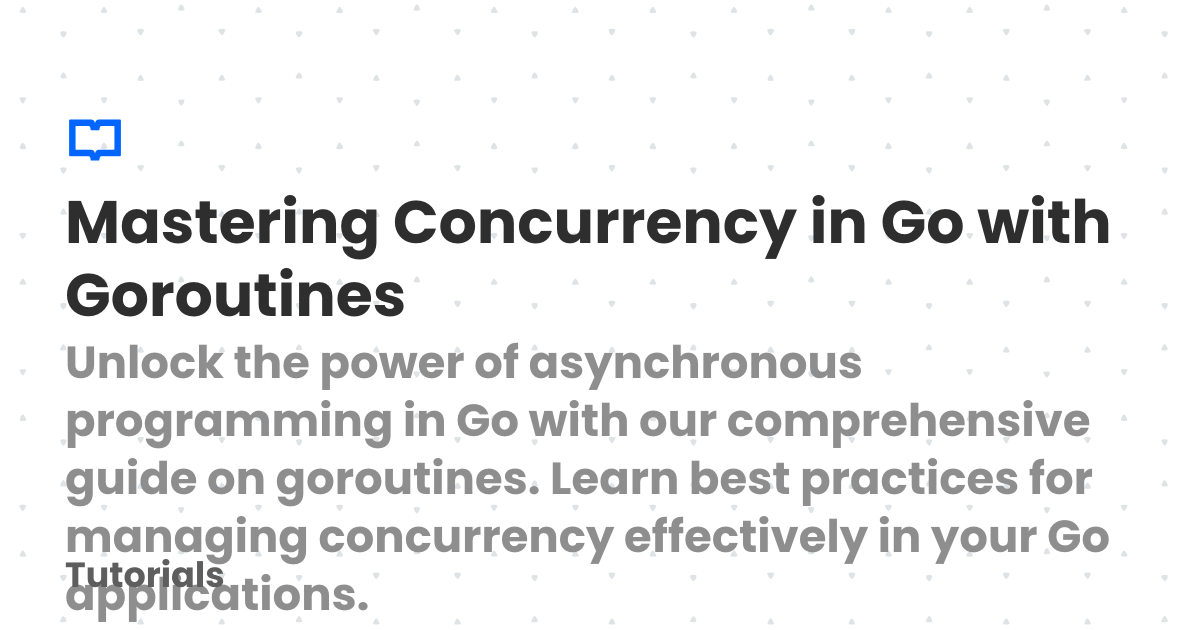 Mastering Concurrency in Go with
Goroutines
Unlock the power of asynchronous
programming in Go with our comprehensive
guide on goroutines. Learn best practices for
managing concurrency effectively in your Go
Tutorials
applications.